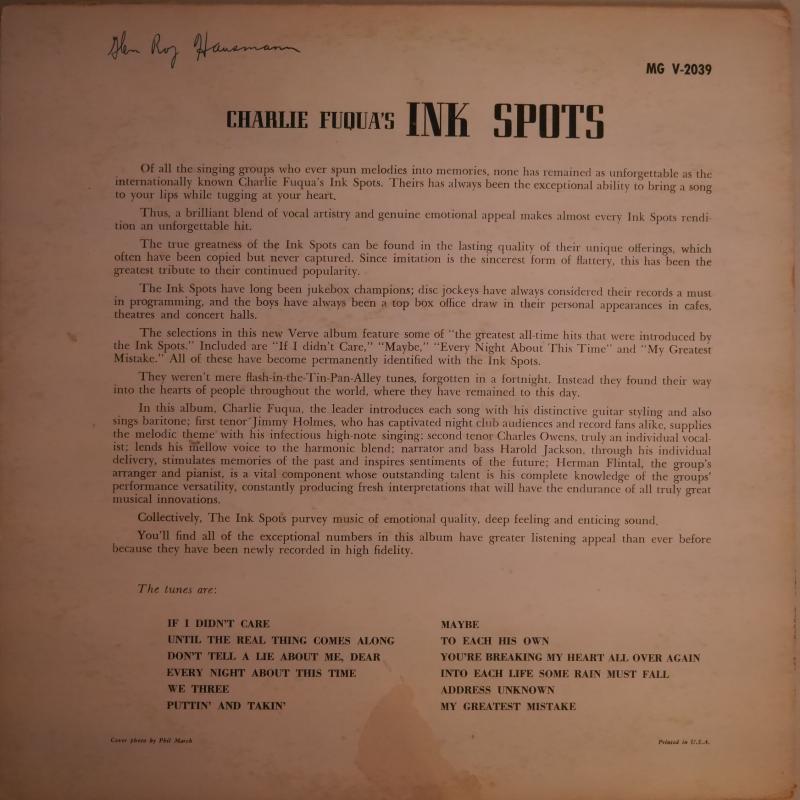 Glen Roy Hausmann
MG V-2039
CHARLIE FUQUA'S INK SPOTS
Of all the singing groups who ever spun melodies into memories, none has remained as unforgettable as the
internationally known Charlie Fuqua's Ink Spots. Theirs has always been the exceptional ability to bring a song
to your lips while tugging at your heart.
Thus, a brilliant blend of vocal artistry and genuine emotional appeal makes almost every Ink Spots rendi-
tion an unforgettable hit.
The true greatness of the Ink Spots can be found in the lasting quality of their unique offerings, which
often have been copied but never captured. Since imitation is the sincerest form of flattery, this has been the
greatest tribute to their continued popularity.
The Ink Spots have long been jukebox champions; disc jockeys have always considered their records a must
in programming, and the boys have always been a top box office draw in their personal appearances in cafes,
theatres and concert halls.
The selections in this new Verve album feature some of "the greatest all-time hits that were introduced by
the Ink Spots." Included are "If I didn't Care," "Maybe," "Every Night About This Time" and "My Greatest
Mistake." All of these have become permanently identified with the Ink Spots.
They weren't mere flash-in-the-Tin-Pan-Alley tunes, forgotten in a fortnight. Instead they found their way
into the hearts of people throughout the world, where they have remained to this day.
In this album, Charlie Fuqua, the leader introduces each song with his distinctive guitar styling and also
sings baritone; first tenor Jimmy Holmes, who has captivated night club audiences and record fans alike, supplies
the melodic theme with his infectious high-note singing; second tenor Charles Owens, truly an individual vocal-
ist; lends his mellow voice to the harmonic blend; narrator and bass Harold Jackson, through his individual
delivery, stimulates memories of the past and inspires sentiments of the future; Herman Flintal, the group's
arranger and pianist, is a vital component whose outstanding talent is his complete knowledge of the groups'
performance versatility, constantly producing fresh interpretations that will have the endurance of all truly great
musical innovations.
Collectively, The Ink Spots purvey music of emotional quality, deep feeling and enticing sound.
You'll find all of the exceptional numbers in this album have greater listening appeal than ever before
because they have been newly recorded in high fidelity.
The tunes are:
IF I DIDN'T CARE
UNTIL THE REAL THING COMES ALONG
DON'T TELL A LIE ABOUT ME, DEAR
EVERY NIGHT ABOUT THIS TIME
WE THREE
PUTTIN' AND TAKIN'
MAYBE
TO EACH HIS OWN
YOU'RE BREAKING MY HEART ALL OVER AGAIN
INTO EACH LIFE SOME RAIN MUST FALL
ADDRESS UNKNOWN
MY GREATEST MISTAKE
Cover photo by Phil March
Printed in U.S.A.